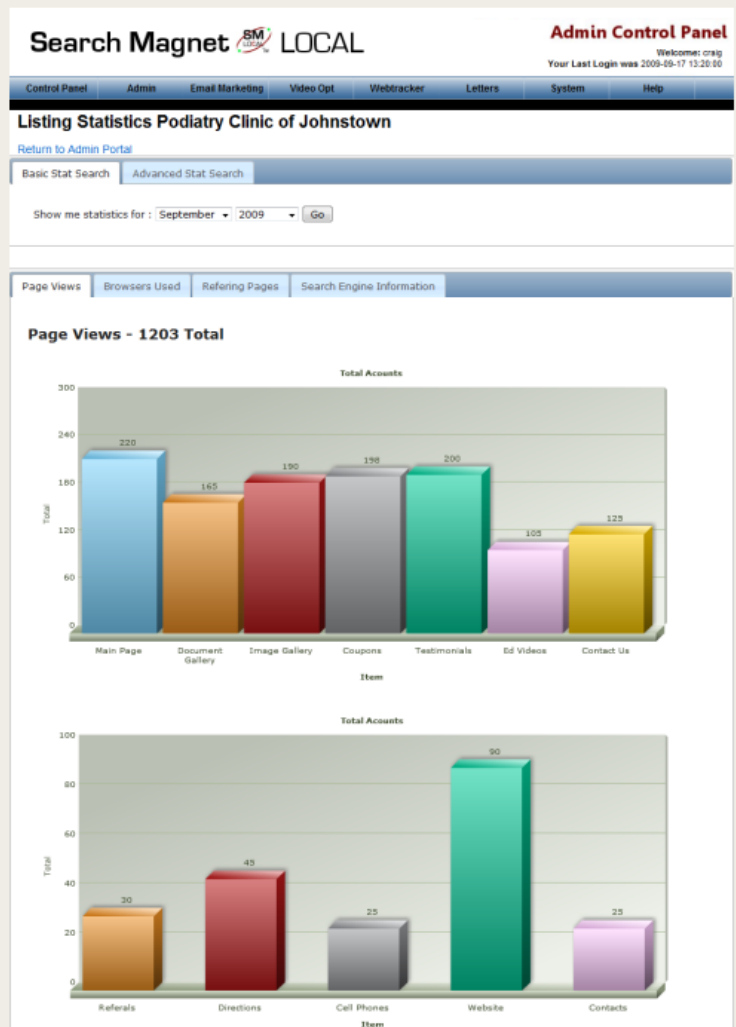 Search Magnet SM LOCAL LOCAL
Admin Control Panel
Welcome: craig
Your Last Login was 2009-09-17 13:20:00
Control Panel Admin Email Marketing Video Opt Webtracker Letters System Help
Listing Statistics Podiatry Clinic of Johnstown
Return to Admin Portal
Basic Stat Search Advanced Stat Search
Show me statistics for : September 2009 Go
Page Views Browsers Used Refering Pages Search Engine Information
Page Views - 1203 Total
Total Acounts
300
240
180
120
60
0
Total
220 165 190 198 200 105 125
Main Page Document Gallery Image Gallery Coupons Testimonials Ed Videos Contact Us
Item
Total Acounts
100
80
60
40
20
0
Total
30 45 25 90 25
Referals Directions Cell Phones Website Contacts
Item